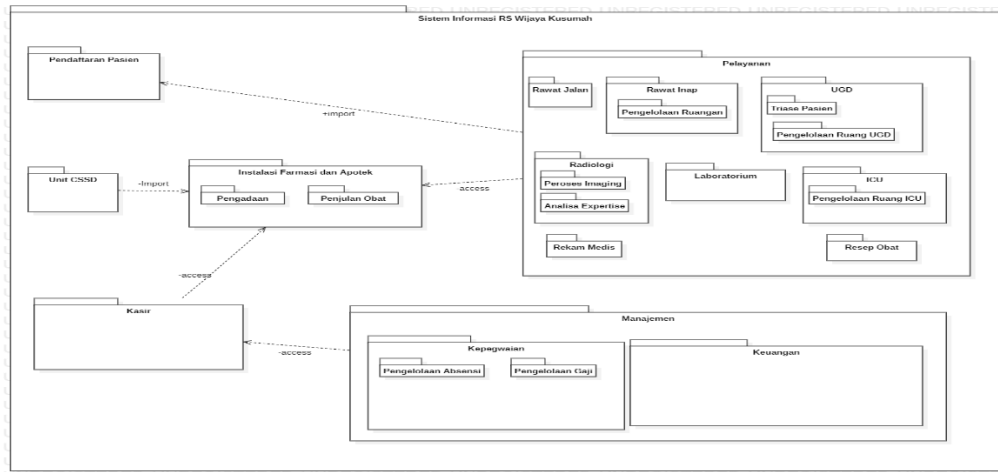 Sistem Informasi RS Wijaya Kusumah
Pendaftaran Pasien
Pelayanan
Rawat Jalan
Rawat Inap
Pengelolaan Ruangan
UGD
Triase Pasien
Pengelolaan Ruang UGD
+import
Unit CSSD
-Import
Instalasi Farmasi dan Apotek
Pengadaan
Penjulan Obat
access
Radiologi
Peroses Imaging
Analisa Expertise
Laboratorium
ICU
Pengelolaan Ruang ICU
Rekam Medis
Resep Obat
-access
Kasir
-access
Manajemen
Kepegwaian
Pengelolaan Absensi
Pengelolaan Gaji
Keuangan